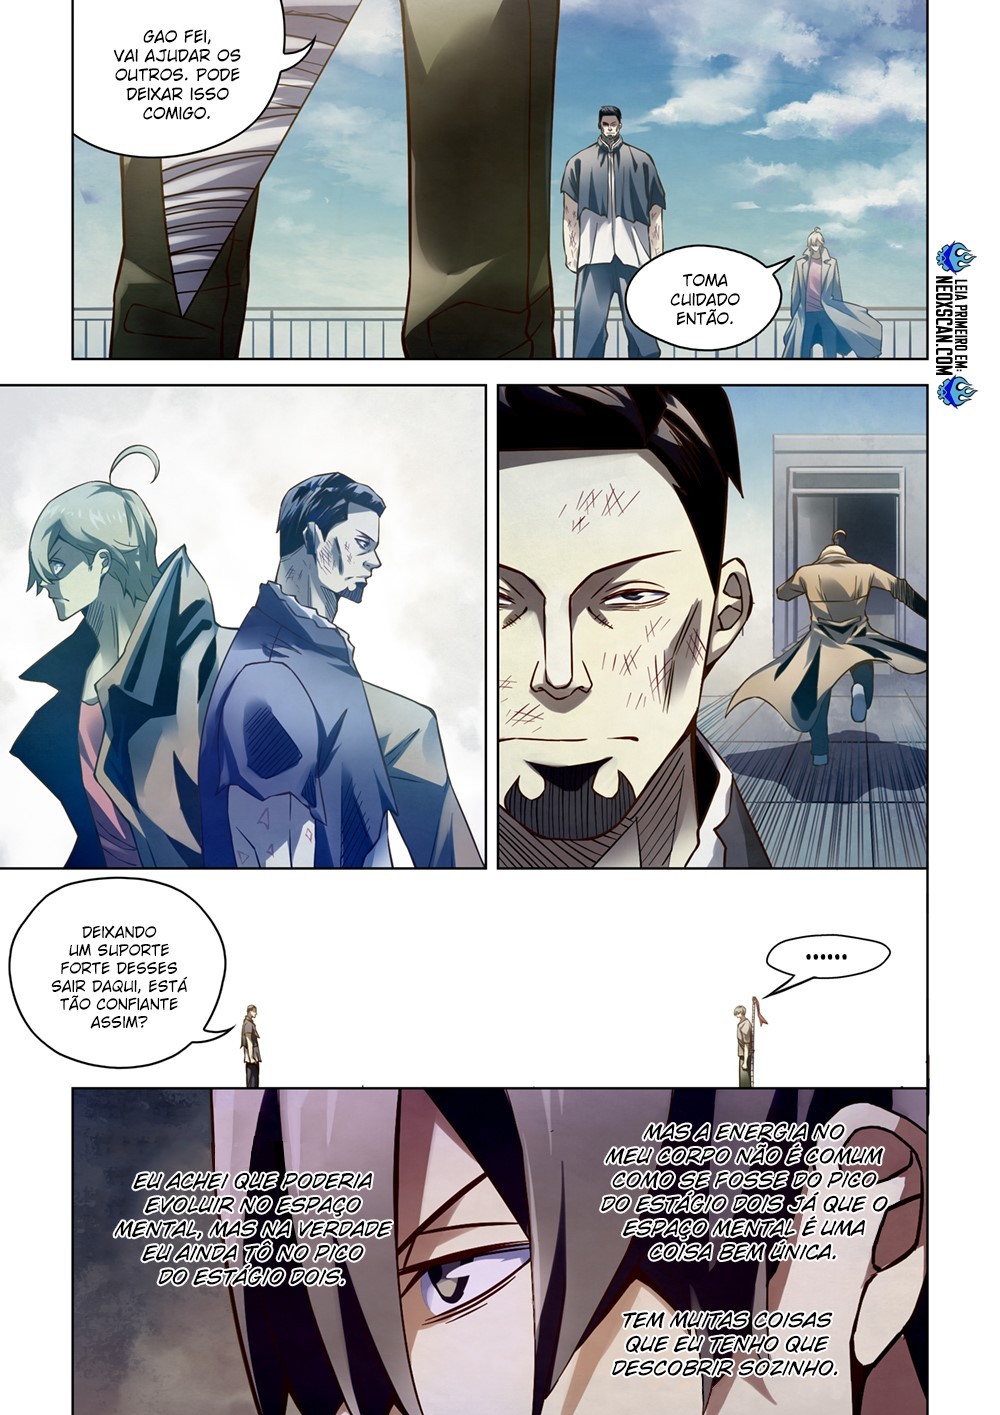 GAO FEI,
VAI AJUDAR OS
OUTROS. PODE
DEIXAR ISSO
COMIGO.
TOMA
CUIDADO
ENTÃO.
LEIA PRIMEIRO EM:
NEOXSCAN.COM
DEIXANDO
UM SUPORTE
FORTE DESSES
SAIR DAQUI, ESTÁ
TÃO CONFIANTE
ASSIM?
......
EU ACHEI QUE PODERIA
EVOLUIR NO ESPAÇO
MENTAL, MAS NA VERDADE
EU AINDA TÔ NO PICO
DO ESTÁGIO DOIS.
MAS A ENERGIA NO
MEU CORPO NÃO É COMUM
COMO SE FOSSE DO PICO
DO ESTÁGIO DOIS JÁ QUE O
ESPAÇO MENTAL É UMA
COISA BEM ÚNICA.
TEM MUITAS COISAS
QUE EU TENHO QUE
DESCOBRIR SOZINHO.